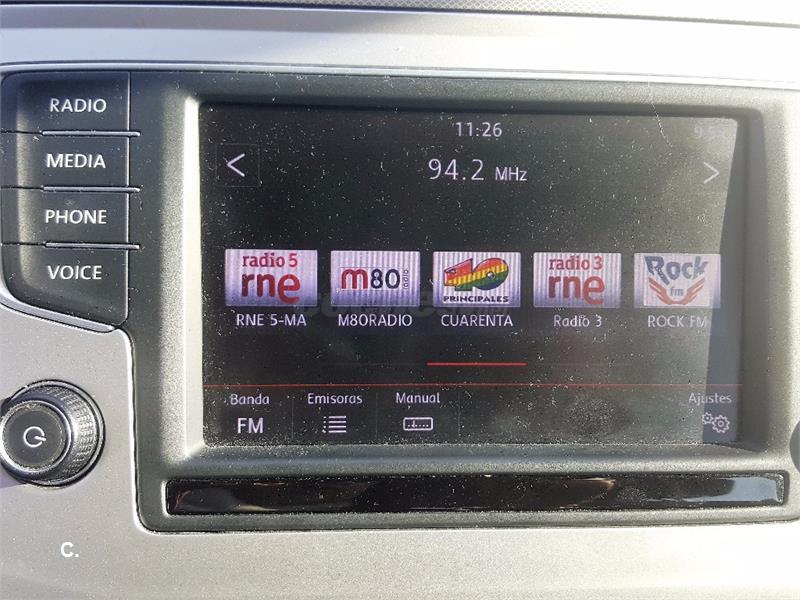 RADIO
MEDIA
PHONE
VOICE
11:26
94.2 MHz
radio 5
rne
m80 radio
40
PRINCIPALES
radio 3
rne
Rock
fm
RNE 5-MA
M80RADIO
CUARENTA
Radio 3
ROCK FM
Banda
FM
Emisoras
Manual
Ajustes
C.